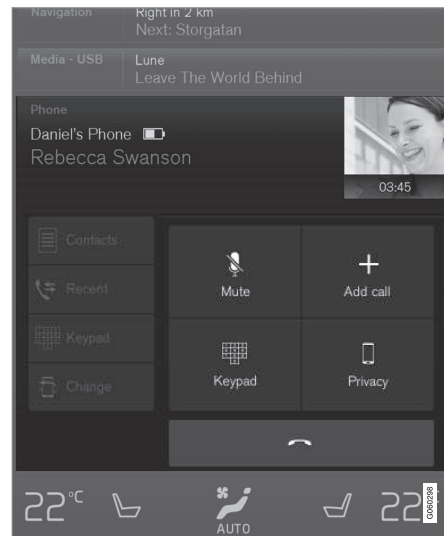 Navigation
Right in 2 km
Next: Storgatan
Media - USB
Lune
Leave The World Behind
Phone
Daniel's Phone
Rebecca Swanson
03:45
Contacts
Recent
Keypad
Change
Mute
Add call
Keypad
Privacy
22°C
AUTO
22
G060298